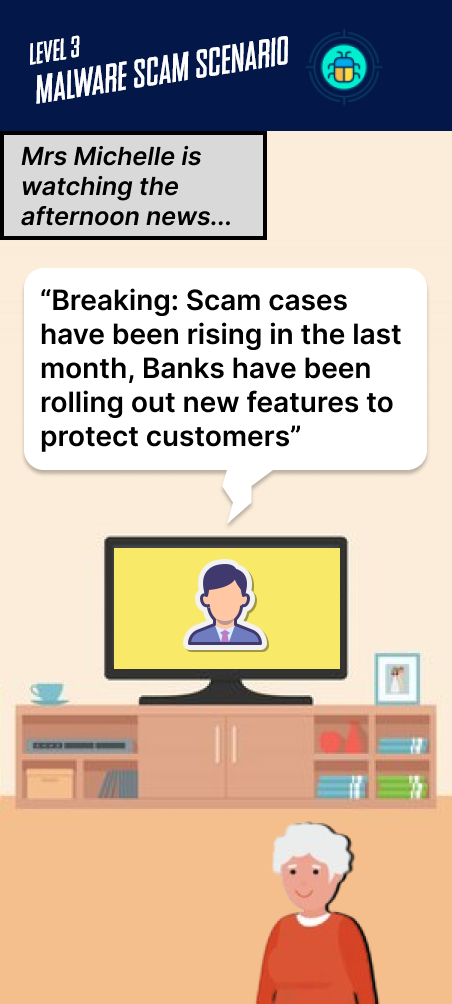 LEVEL 3
MALWARE SCAM SCENARIO
Mrs Michelle is
watching the
afternoon news...
“Breaking: Scam cases
have been rising in the last
month, Banks have been
rolling out new features to
protect customers”